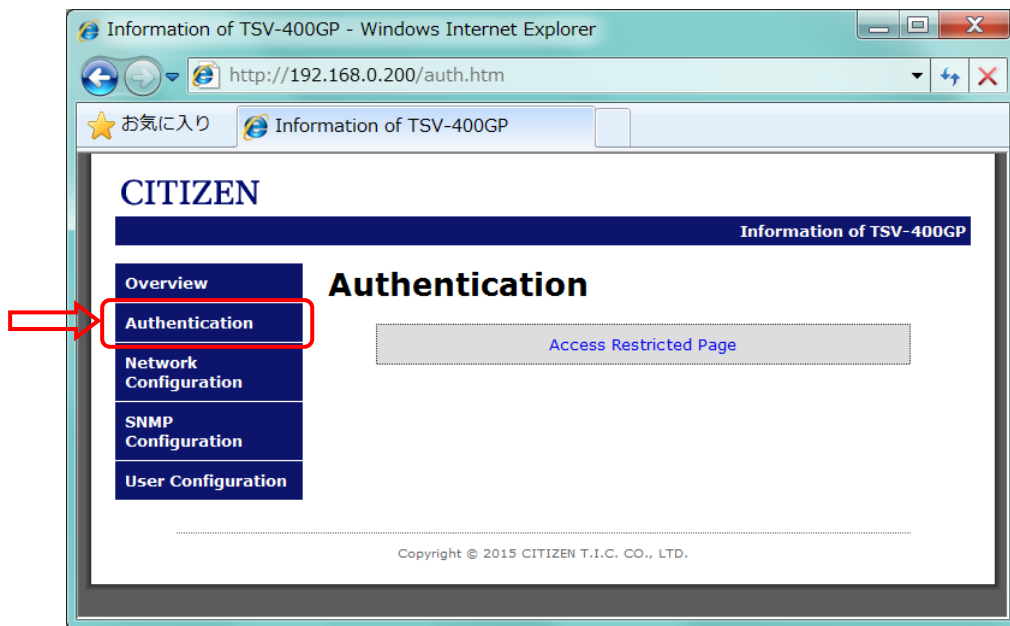 Information of TSV-400GP - Windows Internet Explorer
http://192.168.0.200/auth.htm
お気に入り
Information of TSV-400GP
CITIZEN
Information of TSV-400GP
Overview
Authentication
Network
Configuration
SNMP
Configuration
User Configuration
Authentication
Access Restricted Page
Copyright © 2015 CITIZEN T.I.C. CO., LTD.